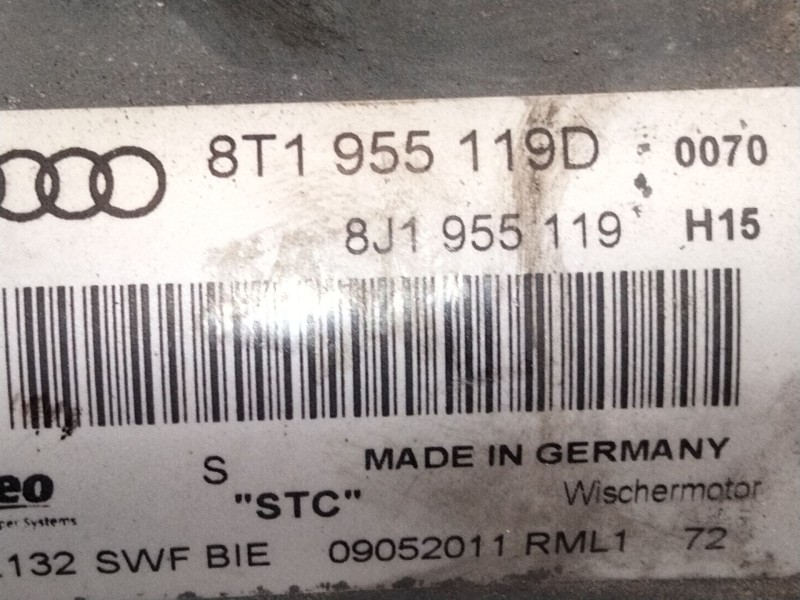 8T1 955 119D 0070
8J1 955 119 H15
S MADE IN GERMANY
"STC" Wischermotor
132 SWF BIE 09052011 RML1 72